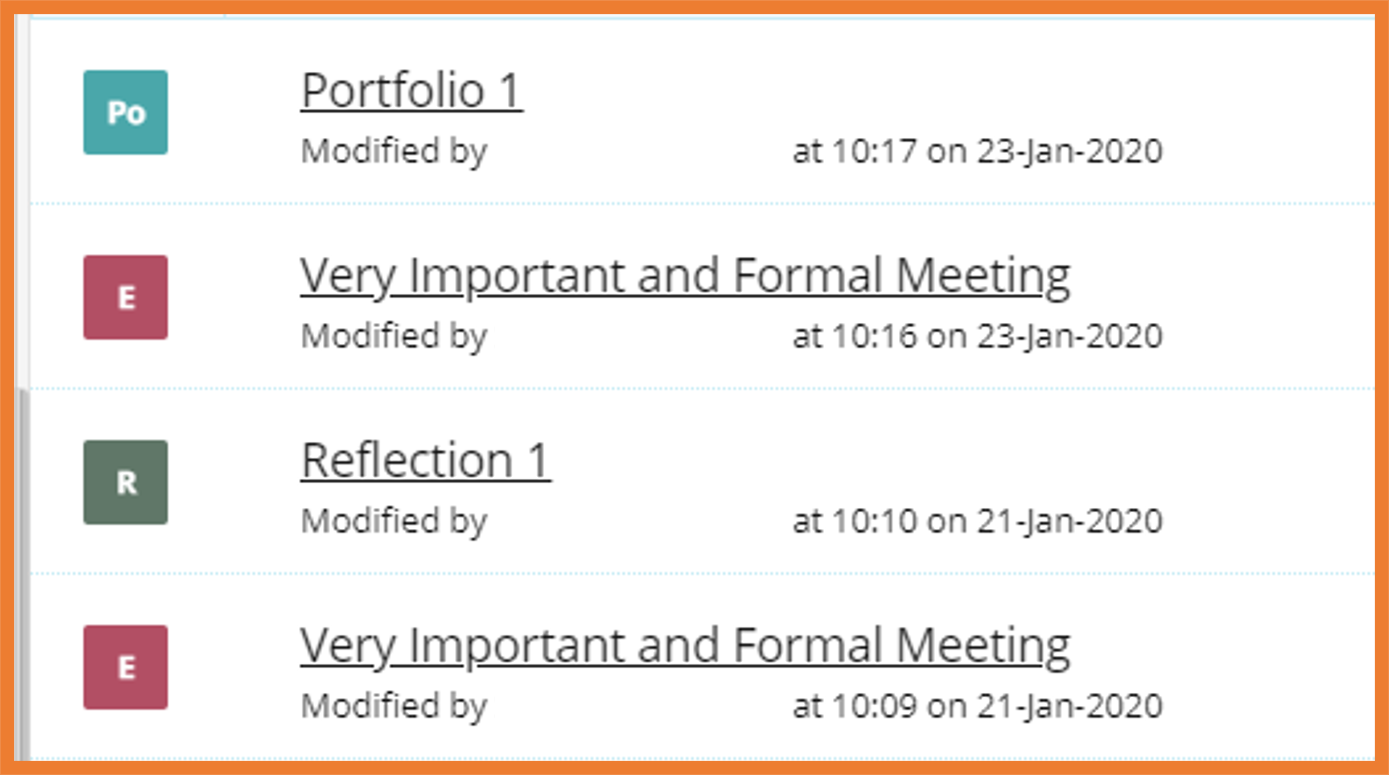 Po
Portfolio 1
Modified by at 10:17 on 23-Jan-2020
E
Very Important and Formal Meeting
Modified by at 10:16 on 23-Jan-2020
R
Reflection 1
Modified by at 10:10 on 21-Jan-2020
E
Very Important and Formal Meeting
Modified by at 10:09 on 21-Jan-2020